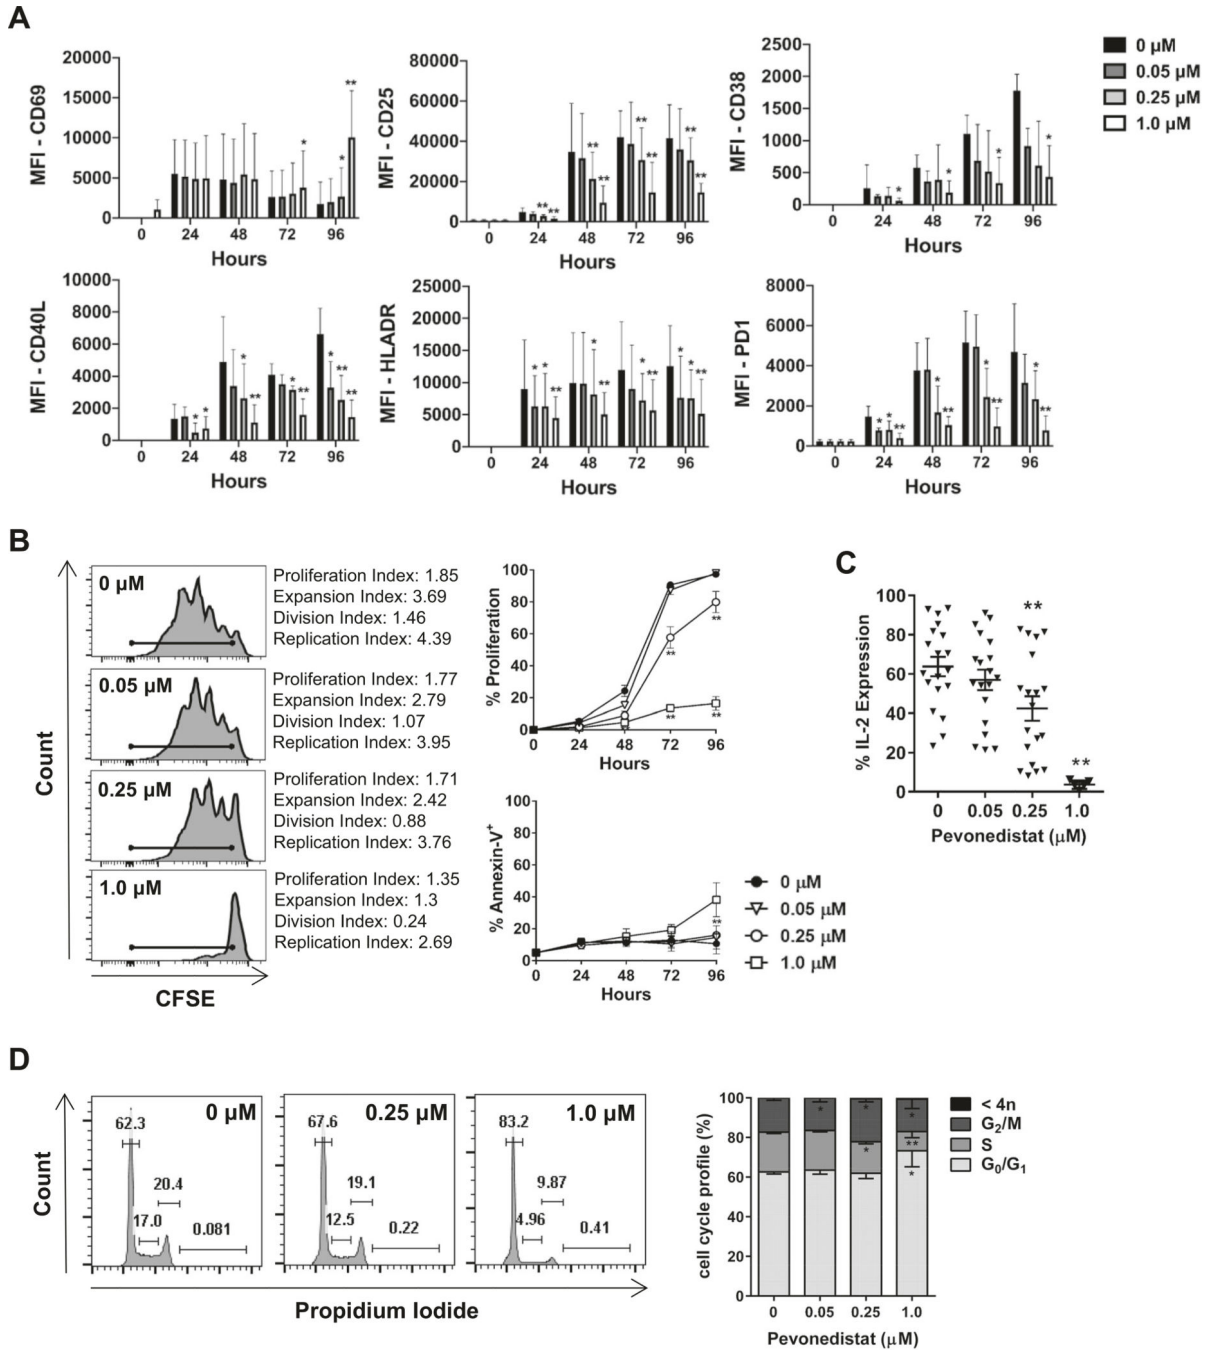 A
MFI - CD69
20000
15000
10000
5000
0
0 24 48 72 96
Hours
* * ** 
MFI - CD25
80000
60000
40000
20000
0
0 24 48 72 96
Hours
** ** ** ** ** ** ** **
MFI - CD38
2500
2000
1500
1000
500
0
0 24 48 72 96
Hours
* * * *
0 µM
0.05 µM
0.25 µM
1.0 µM
MFI - CD40L
10000
8000
6000
4000
2000
0
0 24 48 72 96
Hours
* * * ** * ** * ** **
MFI - HLADR
25000
20000
15000
10000
5000
0
0 24 48 72 96
Hours
* * ** * ** * ** * * **
MFI - PD1
8000
6000
4000
2000
0
0 24 48 72 96
Hours
* * ** * ** * ** * **
B
Count
0 µM
Proliferation Index: 1.85
Expansion Index: 3.69
Division Index: 1.46
Replication Index: 4.39
0.05 µM
Proliferation Index: 1.77
Expansion Index: 2.79
Division Index: 1.07
Replication Index: 3.95
0.25 µM
Proliferation Index: 1.71
Expansion Index: 2.42
Division Index: 0.88
Replication Index: 3.76
1.0 µM
Proliferation Index: 1.35
Expansion Index: 1.3
Division Index: 0.24
Replication Index: 2.69
CFSE
% Proliferation
100
80
60
40
20
0
0 24 48 72 96
Hours
** ** ** **
% Annexin-V+
100
80
60
40
20
0
0 24 48 72 96
Hours
**
0 µM
0.05 µM
0.25 µM
1.0 µM
C
% IL-2 Expression
100
80
60
40
20
0
** **
0 0.05 0.25 1.0
Pevonedistat (µM)
D
Count
0 µM
62.3
20.4
17.0
0.081
0.25 µM
67.6
19.1
12.5
0.22
1.0 µM
83.2
9.87
4.96
0.41
Propidium Iodide
cell cycle profile (%)
100
80
60
40
20
0
* * * * ** *
0 0.05 0.25 1.0
Pevonedistat (µM)
< 4n
G2/M
S
G0/G1